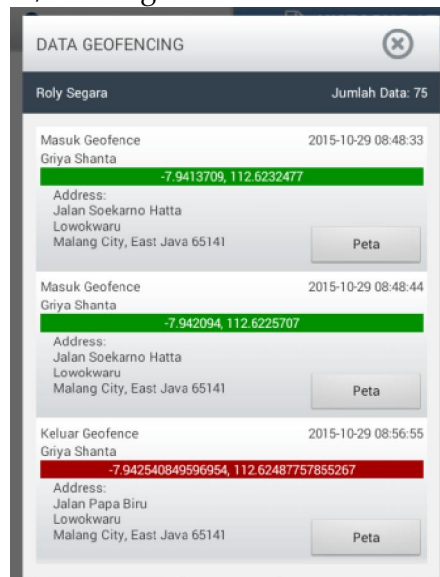 DATA GEOFENCING
Roly Segara Jumlah Data: 75
Masuk Geofence 2015-10-29 08:48:33
Griya Shanta
-7.9413709, 112.6232477
Address:
Jalan Soekarno Hatta
Lowokwaru
Malang City, East Java 65141
Peta
Masuk Geofence 2015-10-29 08:48:44
Griya Shanta
-7.942094, 112.6225707
Address:
Jalan Soekarno Hatta
Lowokwaru
Malang City, East Java 65141
Peta
Keluar Geofence 2015-10-29 08:56:55
Griya Shanta
-7.942540849596954, 112.62487757855267
Address:
Jalan Papa Biru
Lowokwaru
Malang City, East Java 65141
Peta